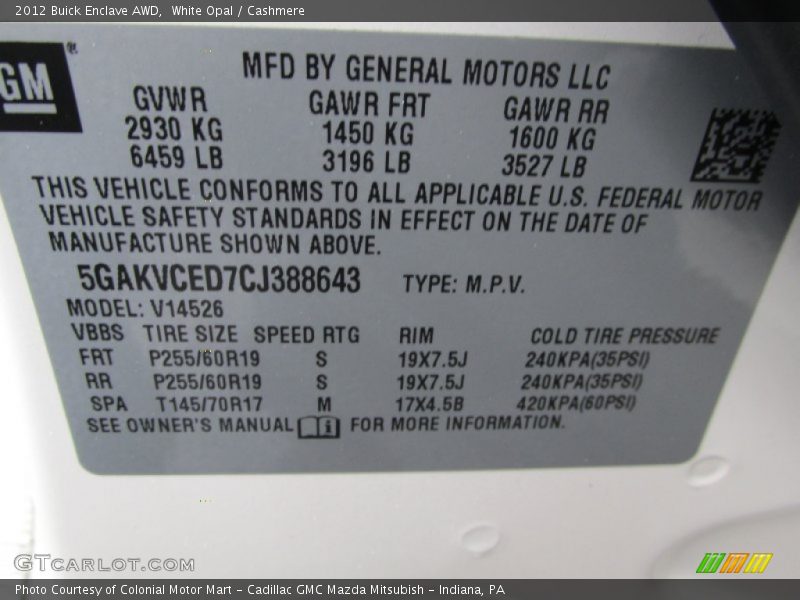 2012 Buick Enclave AWD, White Opal / Cashmere
GM®
MFD BY GENERAL MOTORS LLC
GVWR GAWR FRT GAWR RR
2930 KG 1450 KG 1600 KG
6459 LB 3196 LB 3527 LB
THIS VEHICLE CONFORMS TO ALL APPLICABLE U.S. FEDERAL MOTOR
VEHICLE SAFETY STANDARDS IN EFFECT ON THE DATE OF
MANUFACTURE SHOWN ABOVE.
5GAKVCED7CJ388643 TYPE: M.P.V.
MODEL: V14526
VBBS TIRE SIZE SPEED RTG RIM COLD TIRE PRESSURE
FRT P255/60R19 S 19X7.5J 240KPA(35PSI)
RR P255/60R19 S 19X7.5J 240KPA(35PSI)
SPA T145/70R17 M 17X4.5B 420KPA(60PSI)
SEE OWNER'S MANUAL FOR MORE INFORMATION.
GTCARLOT.COM
Photo Courtesy of Colonial Motor Mart - Cadillac GMC Mazda Mitsubish - Indiana, PA